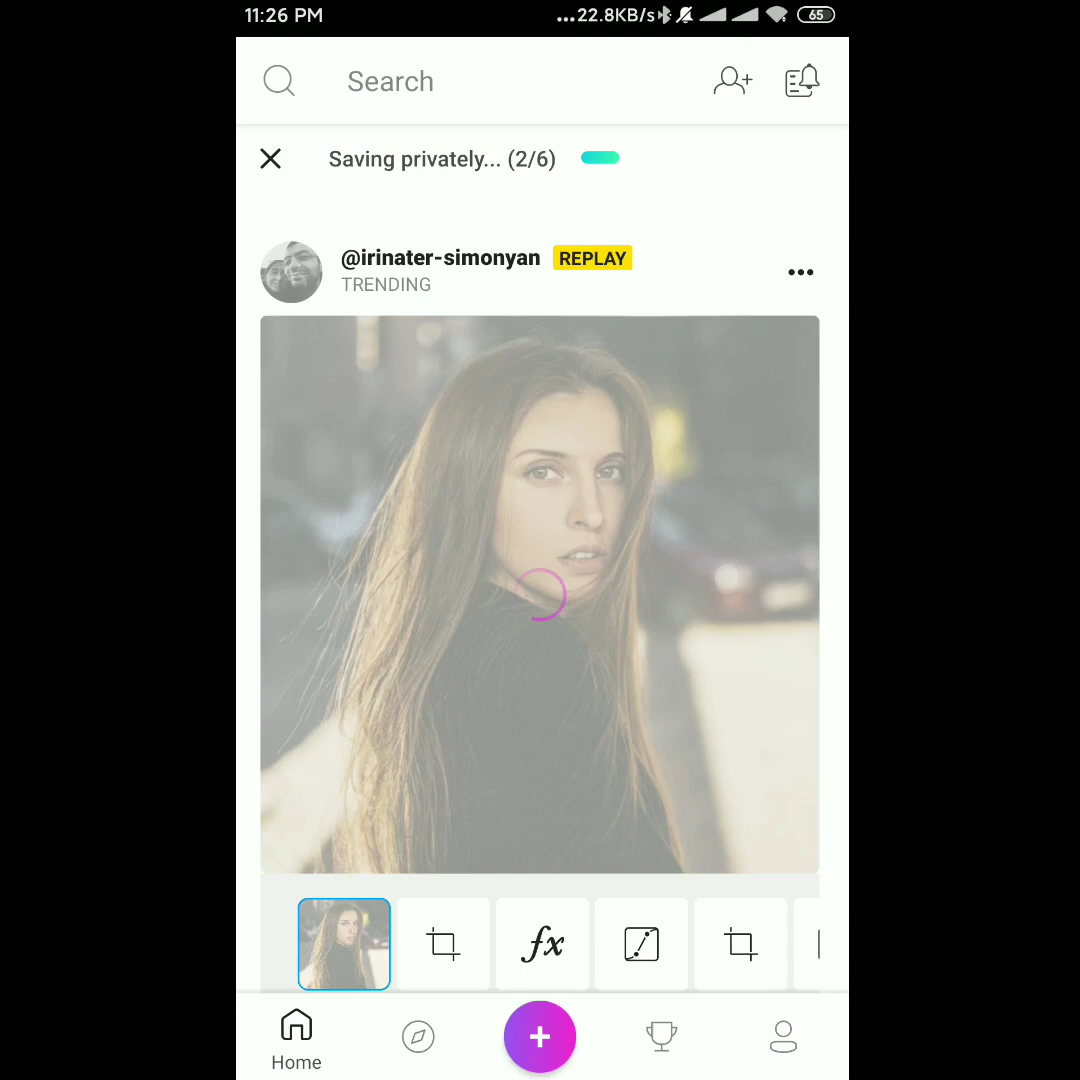 11:26 PM ...22.8KB/s 65
Search
Saving privately... (2/6)
@irinater-simonyan REPLAY
TRENDING
fx
Home